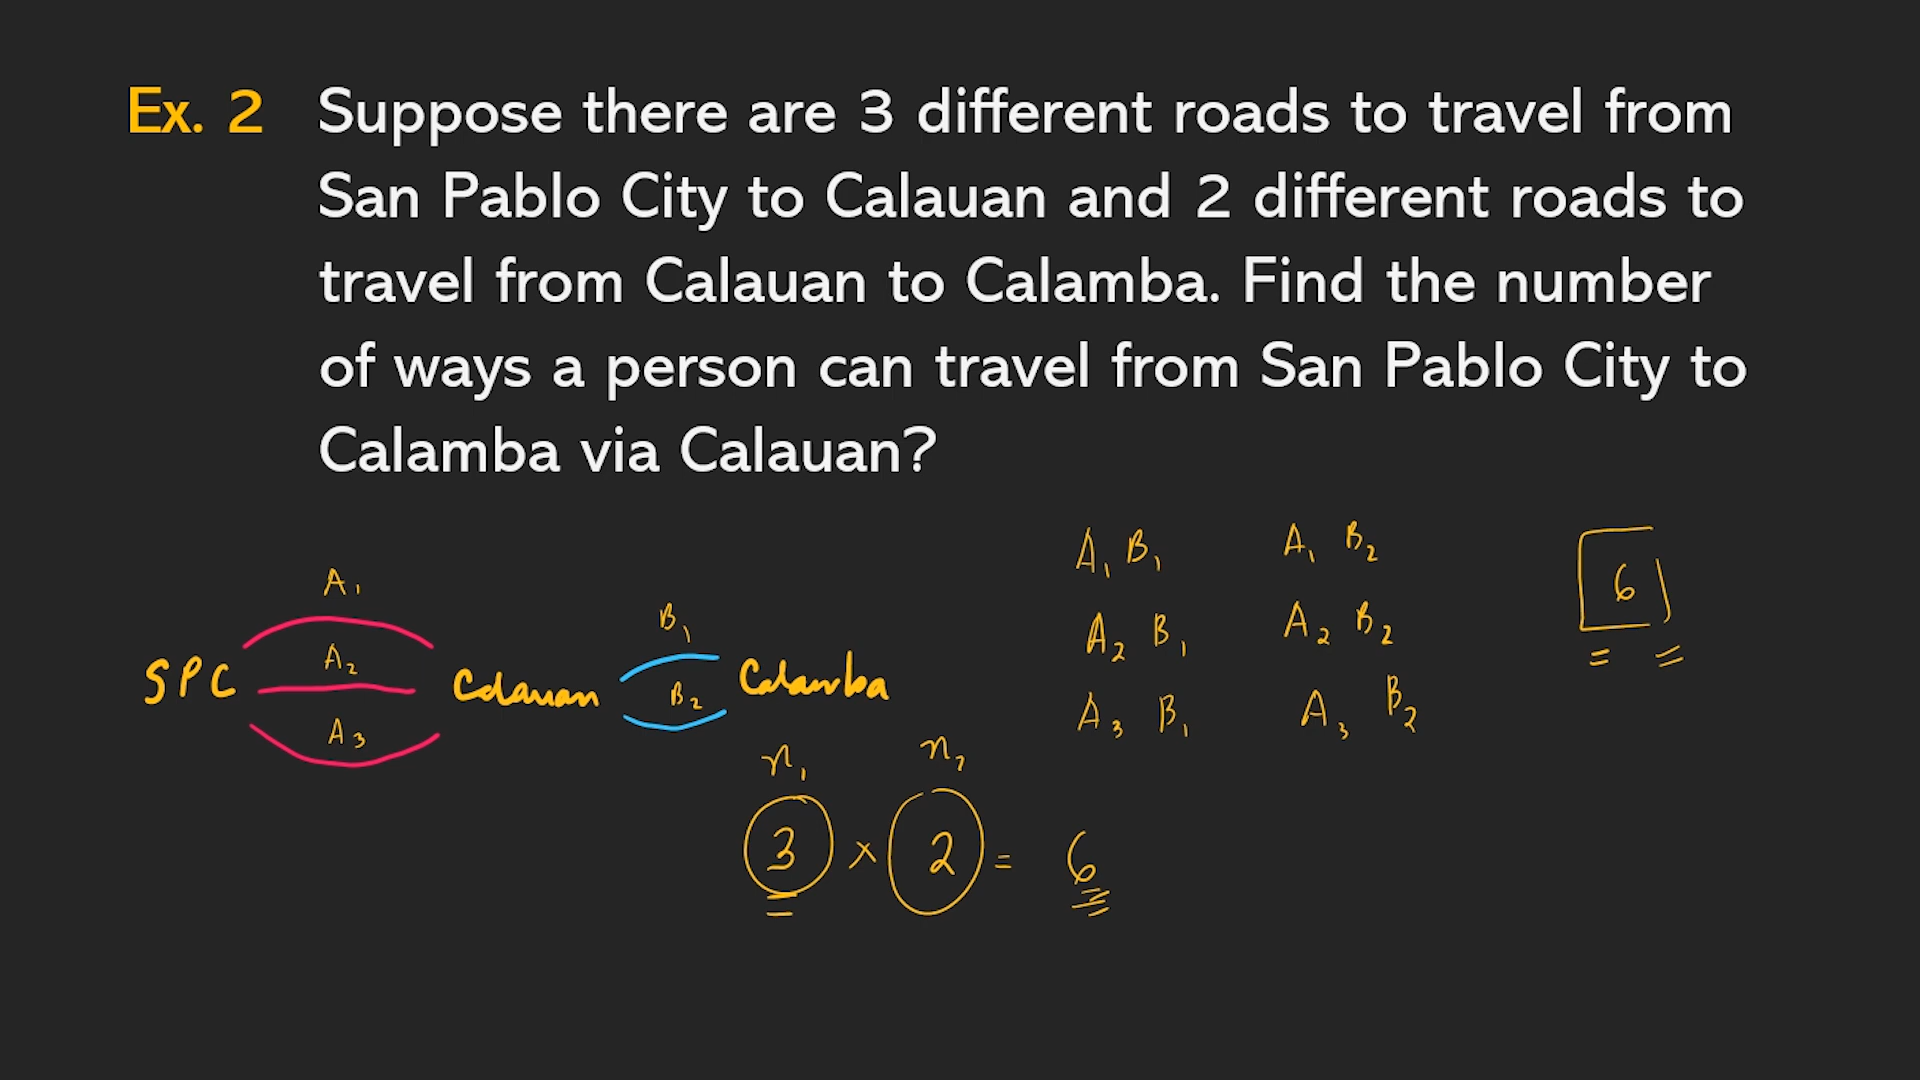 Ex. 2 Suppose there are 3 different roads to travel from
San Pablo City to Calauan and 2 different roads to
travel from Calauan to Calamba. Find the number
of ways a person can travel from San Pablo City to
Calamba via Calauan?
A₁ B₁ A₁ B₂ 6
A₁
A₂ B₁ A₂ B₂
B₁
A₂
SPC Calauan Calamba
B₂
A₃ B₁ A₃ B₂
A₃
n₁ n₂
3 × 2 = 6